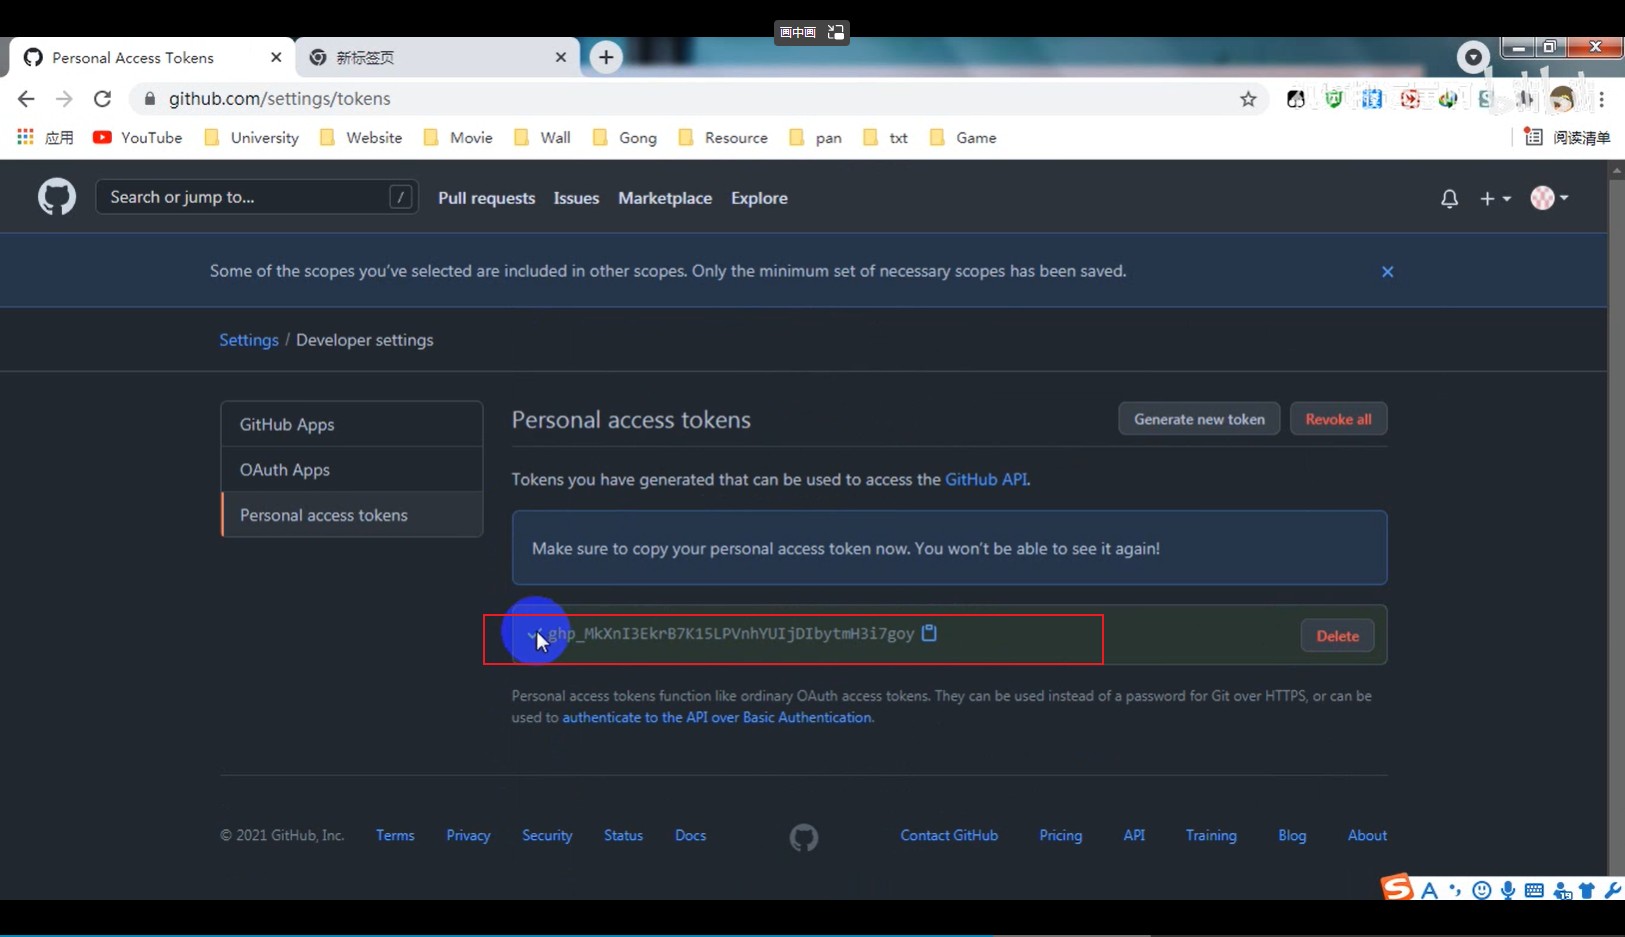 画中画
Personal Access Tokens
新标签页
github.com/settings/tokens
应用 YouTube University Website Movie Wall Gong Resource pan txt Game 阅读清单
Search or jump to... / Pull requests Issues Marketplace Explore
Some of the scopes you've selected are included in other scopes. Only the minimum set of necessary scopes has been saved.
Settings / Developer settings
GitHub Apps
OAuth Apps
Personal access tokens
Personal access tokens
Generate new token Revoke all
Tokens you have generated that can be used to access the GitHub API.
Make sure to copy your personal access token now. You won't be able to see it again!
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
Delete
Personal access tokens function like ordinary OAuth access tokens. They can be used instead of a password for Git over HTTPS, or can be
used to authenticate to the API over Basic Authentication.
© 2021 GitHub, Inc. Terms Privacy Security Status Docs Contact GitHub Pricing API Training Blog About